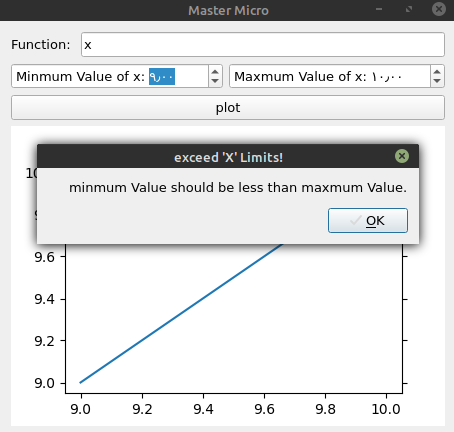 Master Micro
Function: x
Minmum Value of x: ٩٫٠٠ Maxmum Value of x: ١٠٫٠٠
plot
exceed 'X' Limits!
minmum Value should be less than maxmum Value.
OK
9.6
9.4
9.2
9.0
9.0 9.2 9.4 9.6 9.8 10.0